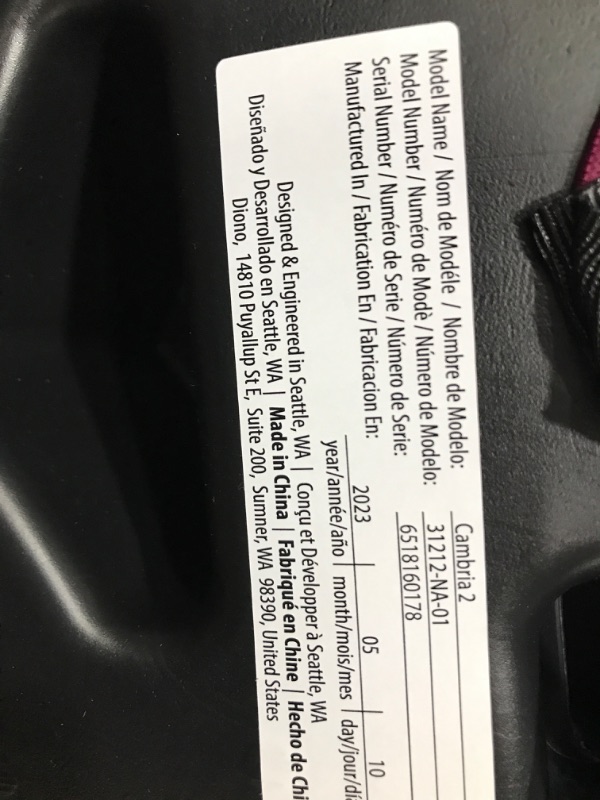 Model Name / Nom de Modéle / Nombre de Modelo: Cambria 2
Model Number / Numéro de Modè / Número de Modelo: 31212-NA-01
Serial Number / Numéro de Serie / Número de Serie: 6518160178
Manufactured In / Fabrication En / Fabricacion En: 2023 | 05 | 10
year/année/año | month/mois/mes | day/jour/día
Designed & Engineered in Seattle, WA | Conçu et Développer à Seattle, WA
Diseñado y Desarrollado en Seattle, WA | Made in China | Fabriqué en Chine | Hecho de Chi
Diono, 14810 Puyallup St E, Suite 200, Sumner, WA 98390, United States